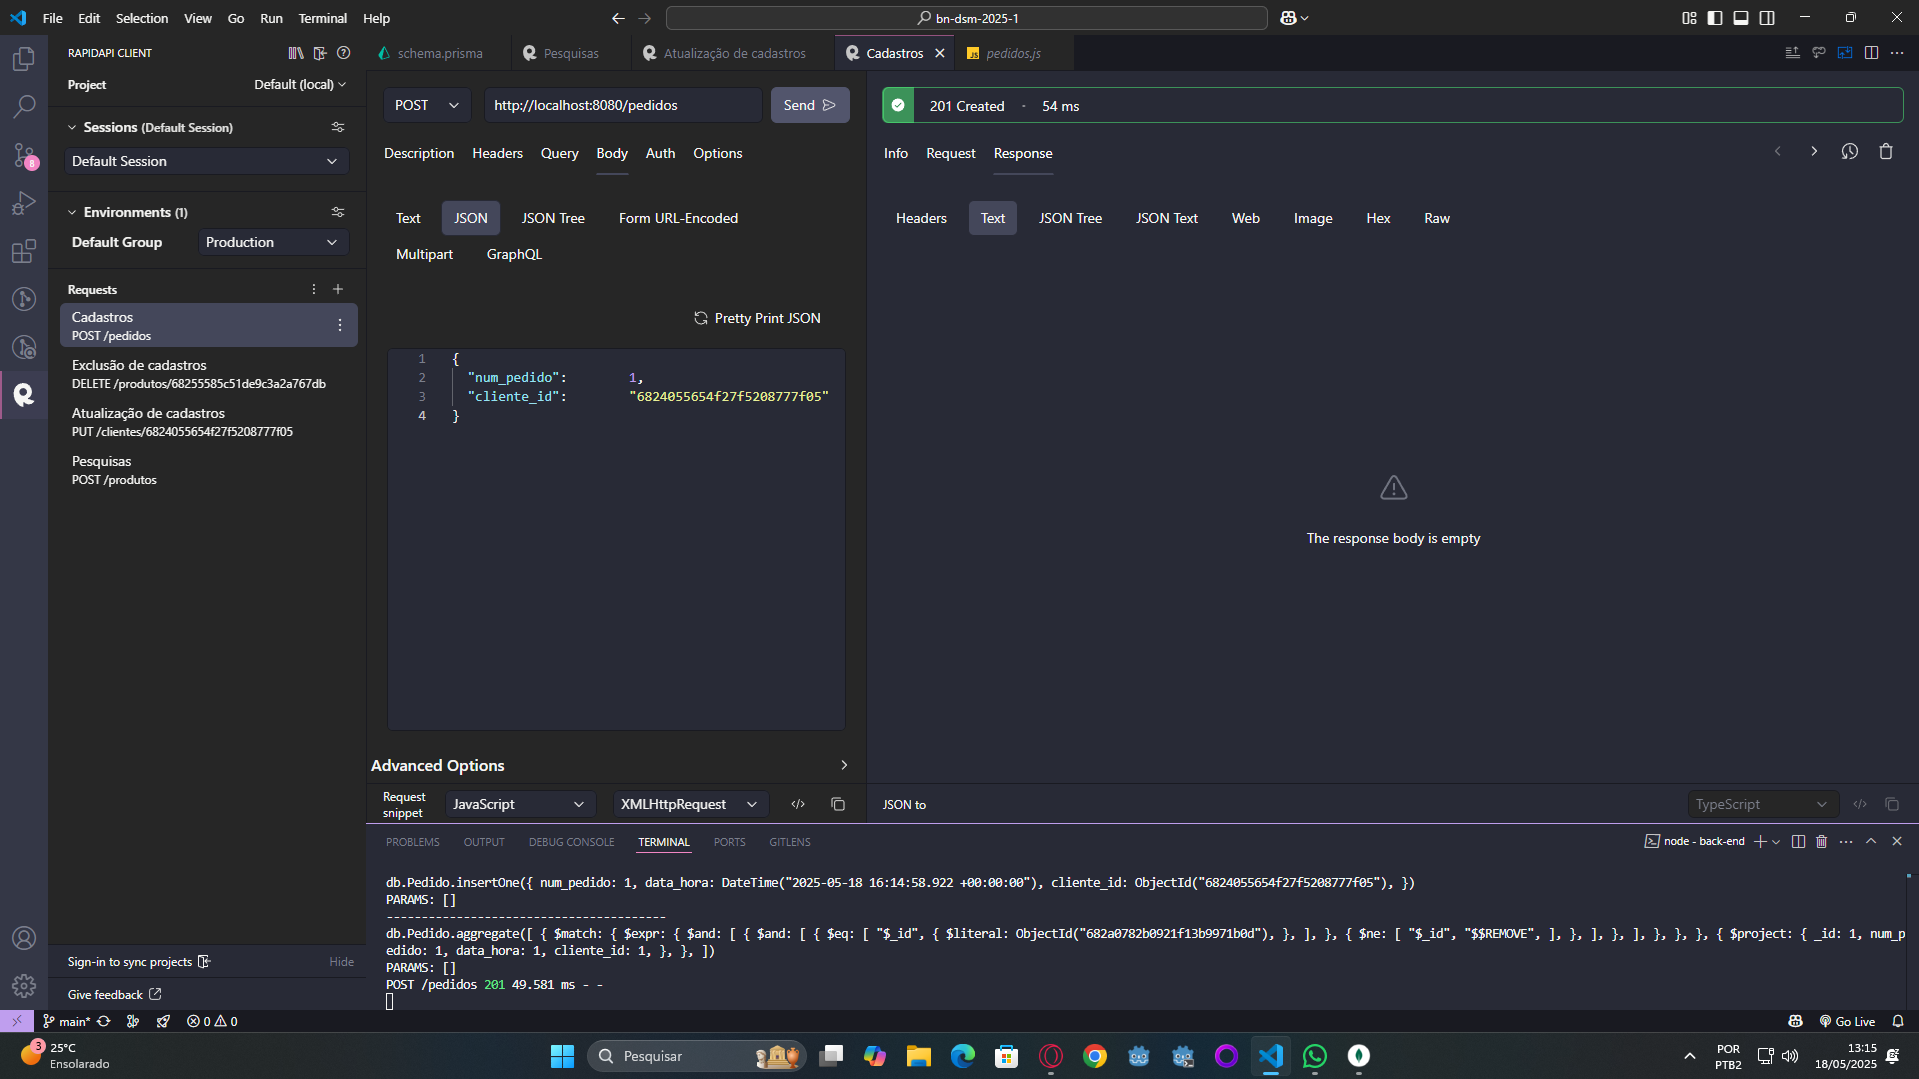 File Edit Selection View Go Run Terminal Help
bn-dsm-2025-1
RAPIDAPI CLIENT
Project
Default (local)
Sessions (Default Session)
Default Session
Environments (1)
Default Group
Production
Requests
Cadastros
POST /pedidos
Exclusão de cadastros
DELETE /produtos/68255585c51de9c3a2a767db
Atualização de cadastros
PUT /clientes/6824055654f27f5208777f05
Pesquisas
POST /produtos
Sign-in to sync projects
Hide
Give feedback
8
schema.prisma
Pesquisas
Atualização de cadastros
Cadastros
JS pedidos.js
POST
http://localhost:8080/pedidos
Send
Description Headers Query Body Auth Options
Text JSON JSON Tree Form URL-Encoded
Multipart GraphQL
Pretty Print JSON
1 {
2 "num_pedido": 1,
3 "cliente_id": "6824055654f27f5208777f05"
4 }
Advanced Options
Request snippet
JavaScript
XMLHttpRequest
201 Created - 54 ms
Info Request Response
Headers Text JSON Tree JSON Text Web Image Hex Raw
The response body is empty
JSON to
TypeScript
PROBLEMS OUTPUT DEBUG CONSOLE TERMINAL PORTS GITLENS
node - back-end
db.Pedido.insertOne({ num_pedido: 1, data_hora: DateTime("2025-05-18 16:14:58.922 +00:00:00"), cliente_id: ObjectId("6824055654f27f5208777f05"), })
PARAMS: []
----------------------------------------
db.Pedido.aggregate([ { $match: { $expr: { $and: [ { $and: [ { $eq: [ "$_id", { $literal: ObjectId("682a0782b0921f13b9971b0d"), }, ], }, { $ne: [ "$_id", "$$REMOVE", ], }, ], }, ], }, }, }, { $project: { _id: 1, num_p
edido: 1, data_hora: 1, cliente_id: 1, }, }, ])
PARAMS: []
POST /pedidos 201 49.581 ms - -
main*
0 0
Go Live
3
25°C
Ensolarado
Pesquisar
POR
PTB2
13:15
18/05/2025